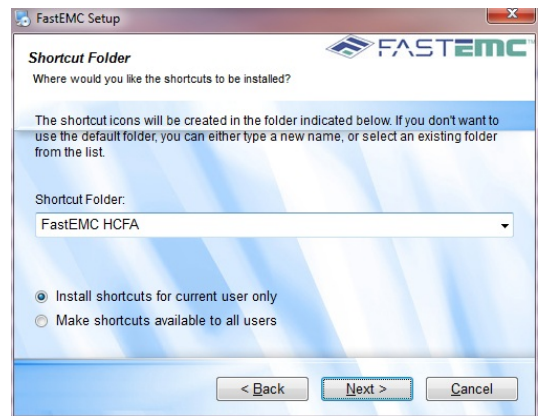 FastEMC Setup
Shortcut Folder
FASTEMC
Where would you like the shortcuts to be installed?
The shortcut icons will be created in the folder indicated below. If you don't want to
use the default folder, you can either type a new name, or select an existing folder
from the list.
Shortcut Folder:
FastEMC HCFA
Install shortcuts for current user only
Make shortcuts available to all users
< Back
Next >
Cancel